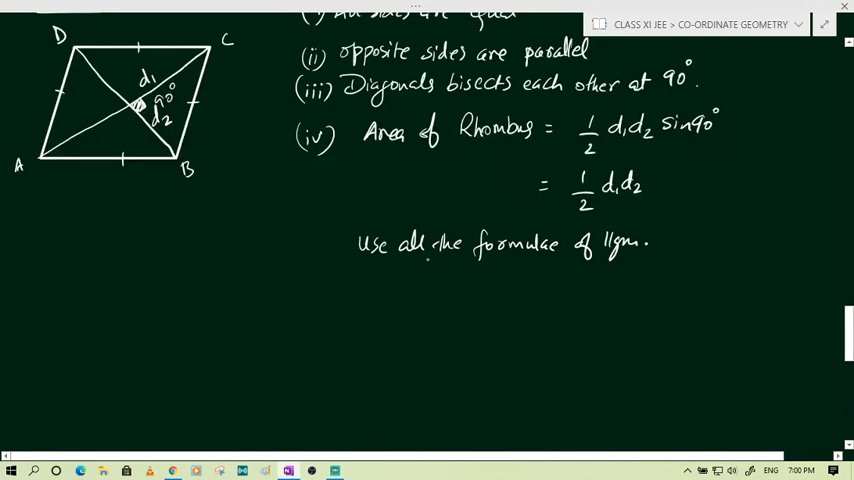 CLASS XI JEE > CO-ORDINATE GEOMETRY
(ii) opposite sides are parallel
(iii) Diagonals bisects each other at 90°.
(iv) Area of Rhombus = 1/2 d₁d₂ sin90°
= 1/2 d₁d₂
Use all the formulae of ||gm.
D
C
d₁
90°
d₂
A
B
ENG
7:00 PM